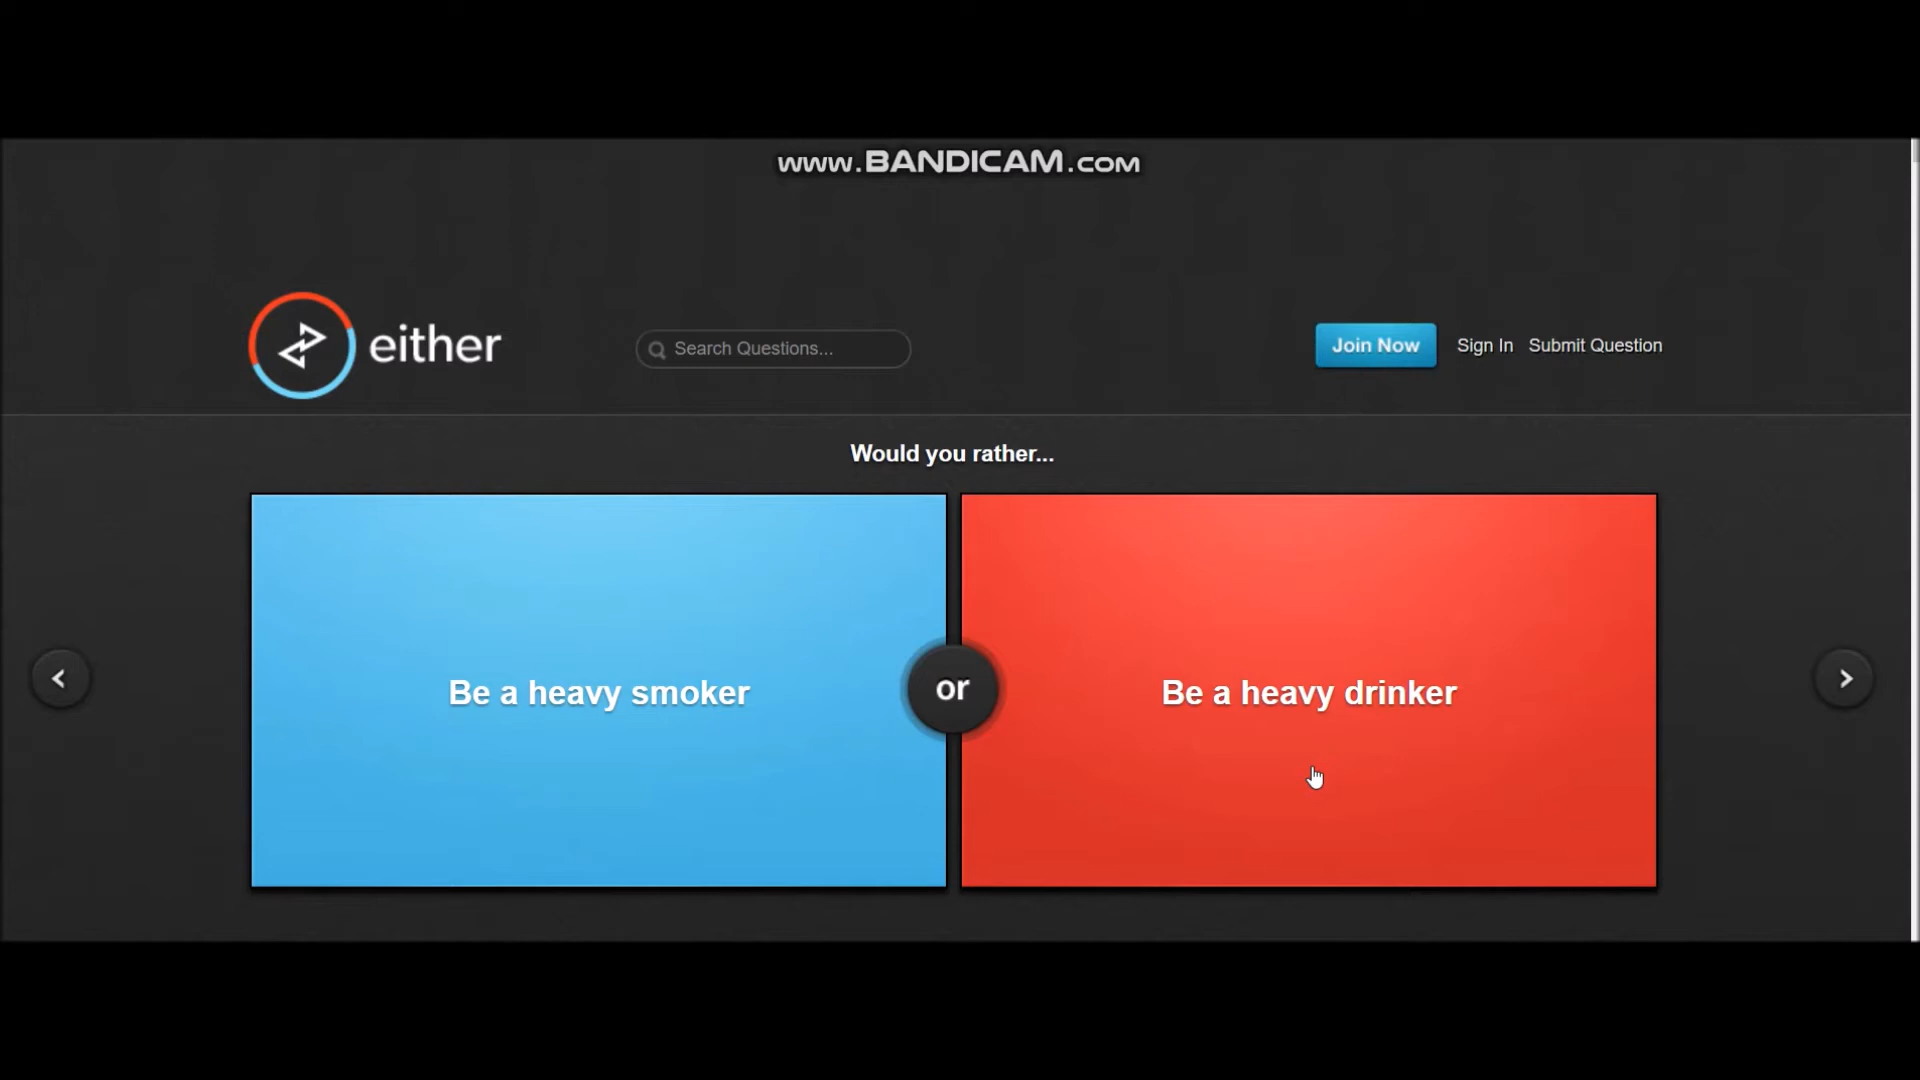 www.BANDICAM.com
either
Search Questions...
Join Now
Sign In
Submit Question
Would you rather...
Be a heavy smoker
or
Be a heavy drinker